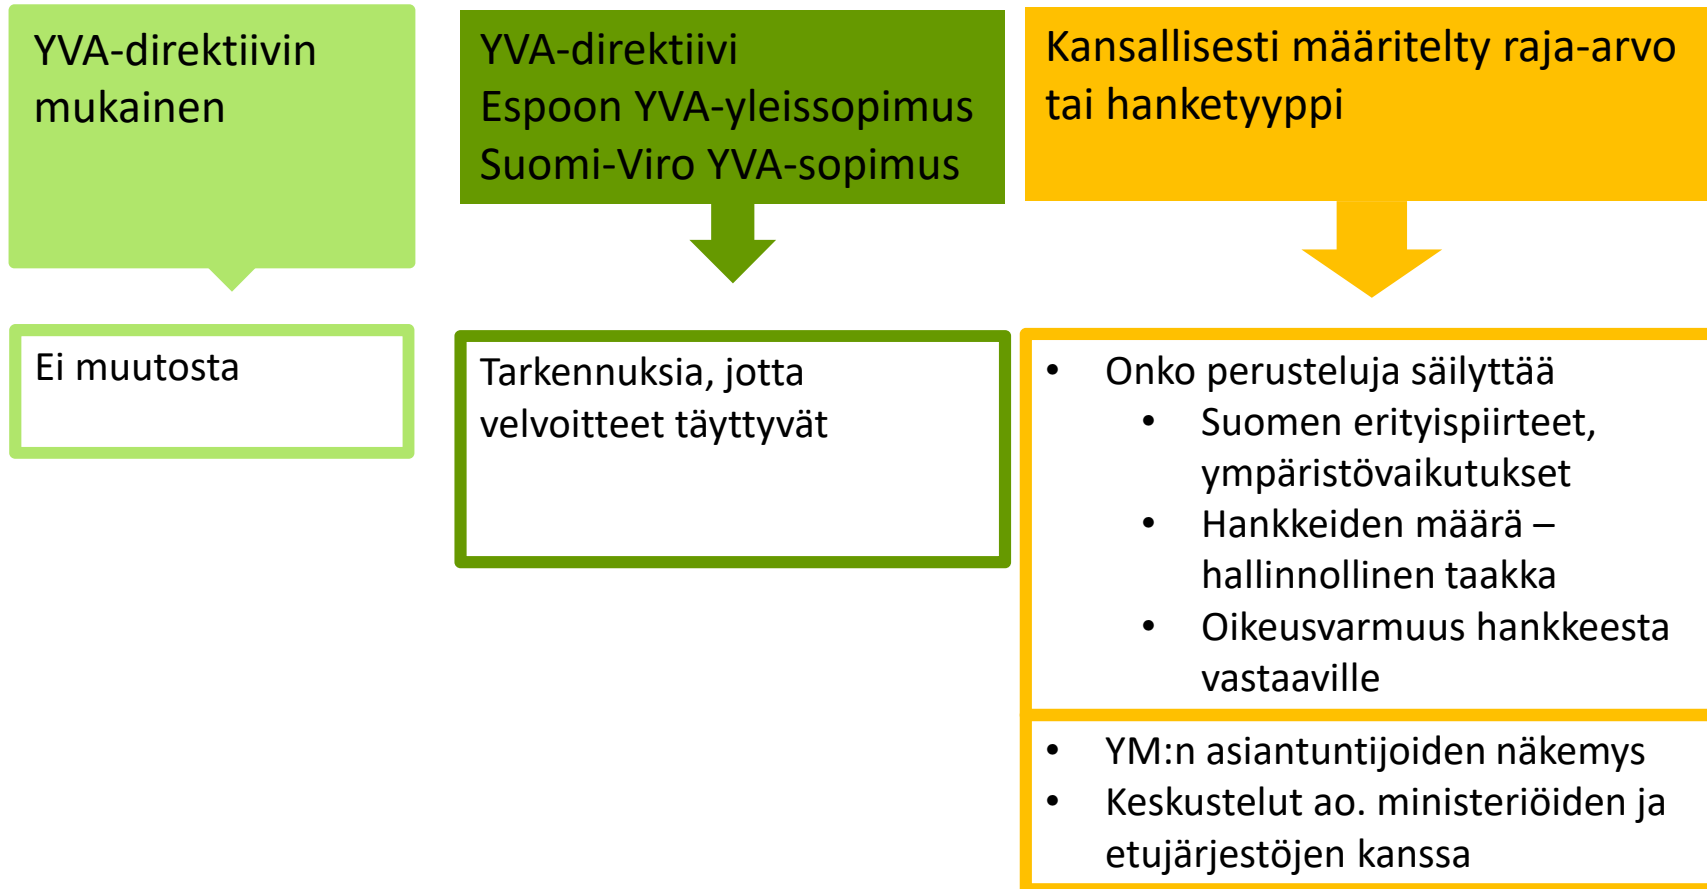 YVA-direktiivin
mukainen
Ei muutosta
YVA-direktiivi
Espoon YVA-yleissopimus
Suomi-Viro YVA-sopimus
Tarkennuksia, jotta
velvoitteet täyttyvät
Kansallisesti määritelty raja-arvo
tai hanketyyppi
• Onko perusteluja säilyttää
• Suomen erityispiirteet,
ympäristövaikutukset
• Hankkeiden määrä –
hallinnollinen taakka
• Oikeusvarmuus hankkeesta
vastaaville
• YM:n asiantuntijoiden näkemys
• Keskustelut ao. ministeriöiden ja
etujärjestöjen kanssa